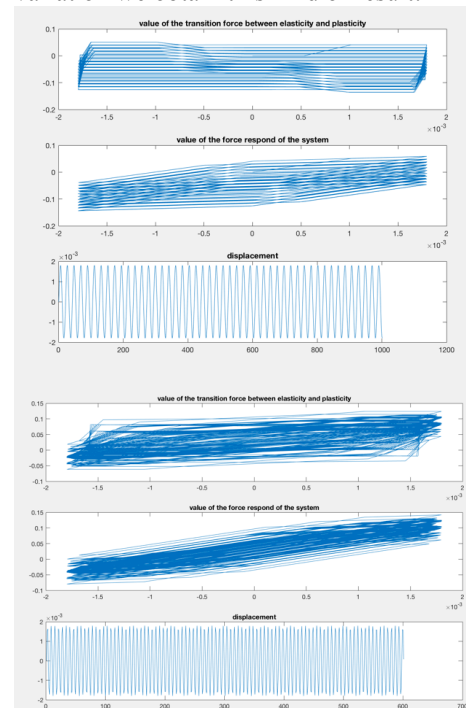 value of the transition force between elasticity and plasticity
0.1
0
-0.1
-0.2
-2 -1.5 -1 -0.5 0 0.5 1 1.5 2
×10⁻³
value of the force respond of the system
0.1
0
-0.1
-0.2
-2 -1.5 -1 -0.5 0 0.5 1 1.5 2
×10⁻³
×10⁻³ displacement
2
1
0
-1
-2
0 200 400 600 800 1000 1200
value of the transition force between elasticity and plasticity
0.15
0.1
0.05
0
-0.05
-0.1
-2 -1.5 -1 -0.5 0 0.5 1 1.5 2
×10⁻³
value of the force respond of the system
0.15
0.1
0.05
0
-0.05
-0.1
-2 -1.5 -1 -0.5 0 0.5 1 1.5 2
×10⁻³
×10⁻³ displacement
2
1
0
-1
-2
0 100 200 300 400 500 600 700